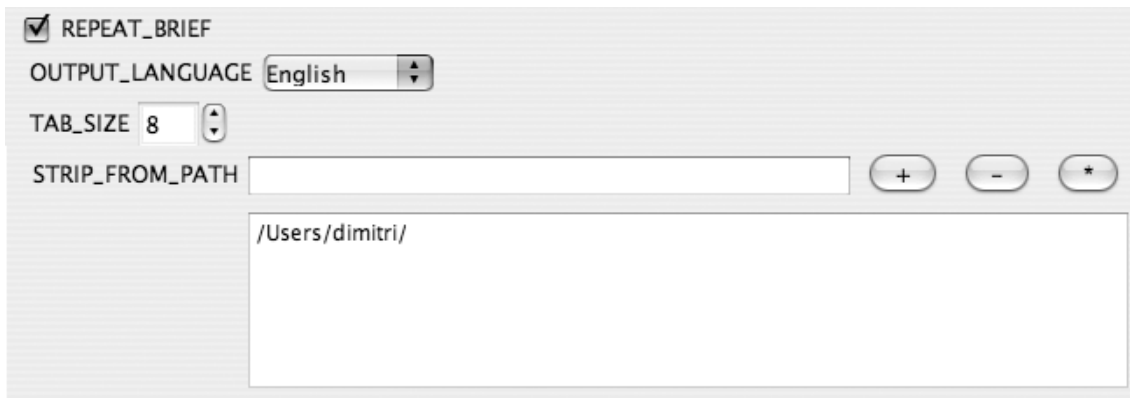 REPEAT_BRIEF
OUTPUT_LANGUAGE English
TAB_SIZE 8
STRIP_FROM_PATH + - *
/Users/dimitri/